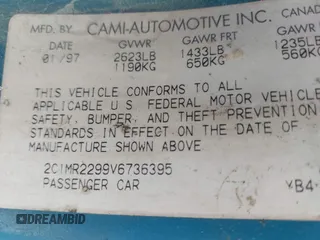 MFD. BY CAMI-AUTOMOTIVE INC. CANAD
DATE GVWR GAWR FRT GAWR
01/97 2623LB 1433LB 1235LB
1190KG 650KG 560KG
THIS VEHICLE CONFORMS TO ALL
APPLICABLE U S FEDERAL MOTOR VEHICL
SAFETY, BUMPER, AND THEFT PREVENTION
STANDARDS IN EFFECT ON THE DATE OF
MANUFACTURE SHOWN ABOVE
2C1MR2299V6736395
PASSENGER CAR YB4-
DREAMBID